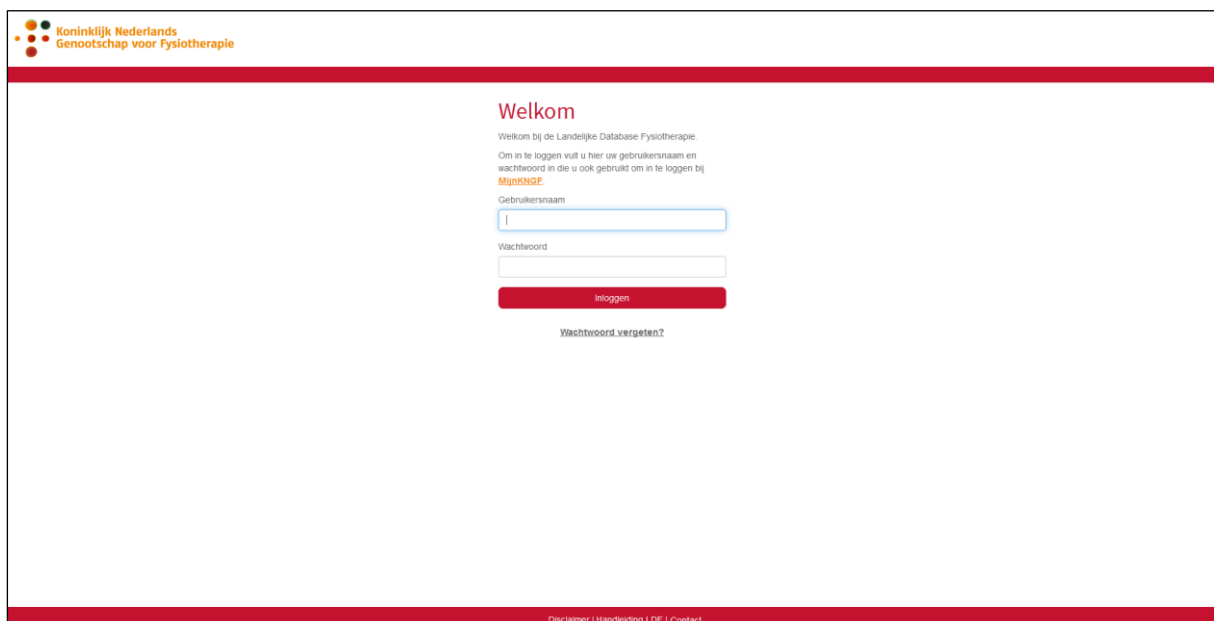 Koninklijk Nederlands
Genootschap voor Fysiotherapie
Welkom
Welkom bij de Landelijke Database Fysiotherapie.
Om in te loggen vult u hier uw gebruikersnaam en
wachtwoord in die u ook gebruikt om in te loggen bij
MijnKNGF.
Gebruikersnaam
Wachtwoord
Inloggen
Wachtwoord vergeten?
Disclaimer | Handleiding LDF | Contact